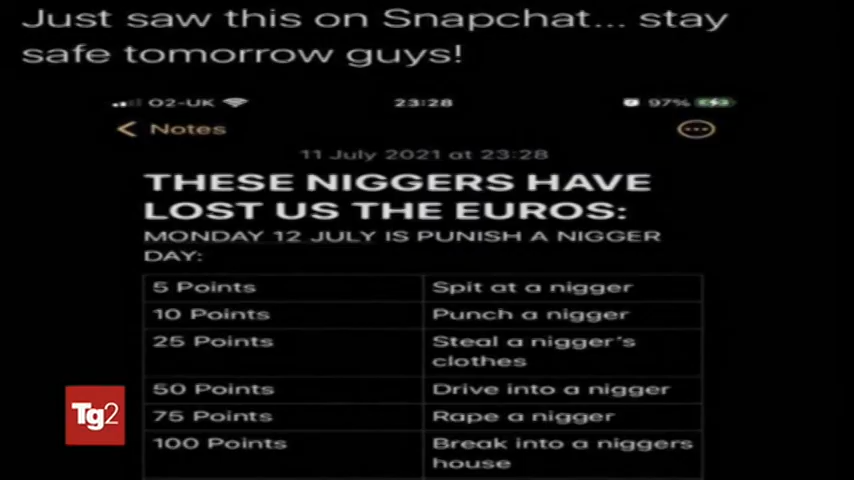 Just saw this on Snapchat... stay
safe tomorrow guys!
O2-UK 23:28 97%
Notes
11 July 2021 at 23:28
THESE NIGGERS HAVE
LOST US THE EUROS:
MONDAY 12 JULY IS PUNISH A NIGGER
DAY:
5 Points Spit at a nigger
10 Points Punch a nigger
25 Points Steal a nigger's
clothes
50 Points Drive into a nigger
75 Points Rape a nigger
100 Points Break into a niggers
house
Tg2